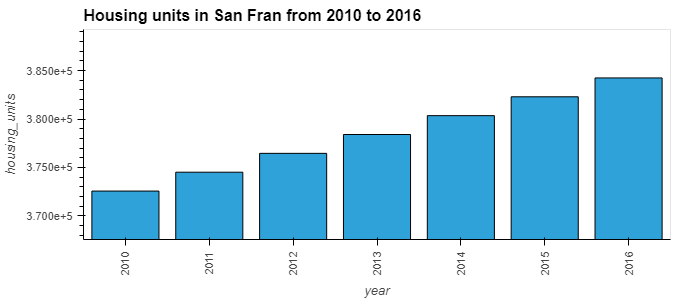 Housing units in San Fran from 2010 to 2016
housing_units
3.850e+5
3.800e+5
3.750e+5
3.700e+5
2010
2011
2012
2013
2014
2015
2016
year